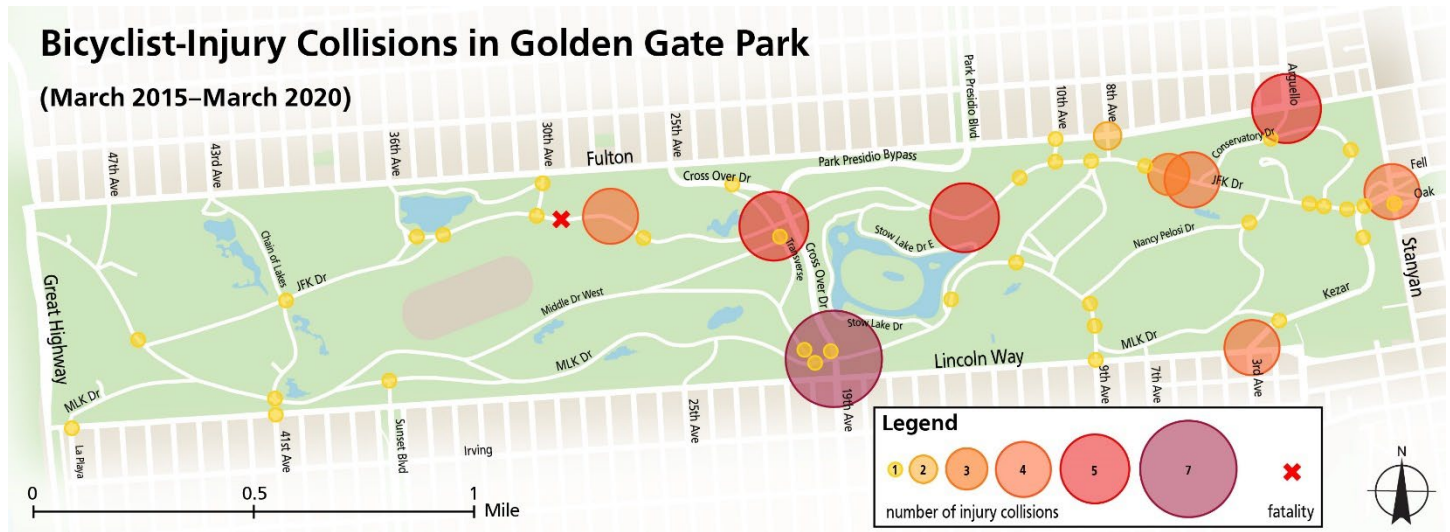 Bicyclist-Injury Collisions in Golden Gate Park
(March 2015–March 2020)
47th Ave
43rd Ave
36th Ave
30th Ave
Fulton
25th Ave
Cross Over Dr
Park Presidio Bypass
Park Presidio Blvd
10th Ave
8th Ave
Arguello
Conservatory Dr
JFK Dr
Fell
Oak
Stanyan
Great Highway
Chain of Lakes
JFK Dr
Middle Dr West
Transverse
Cross Over Dr
Stow Lake Dr E
Stow Lake Dr
Nancy Pelosi Dr
Kezar
MLK Dr
MLK Dr
MLK Dr
Lincoln Way
La Playa
41st Ave
Sunset Blvd
Irving
25th Ave
19th Ave
9th Ave
7th Ave
3rd Ave
Legend
1 2 3 4 5 7
number of injury collisions
fatality
N
0 0.5 1
Mile